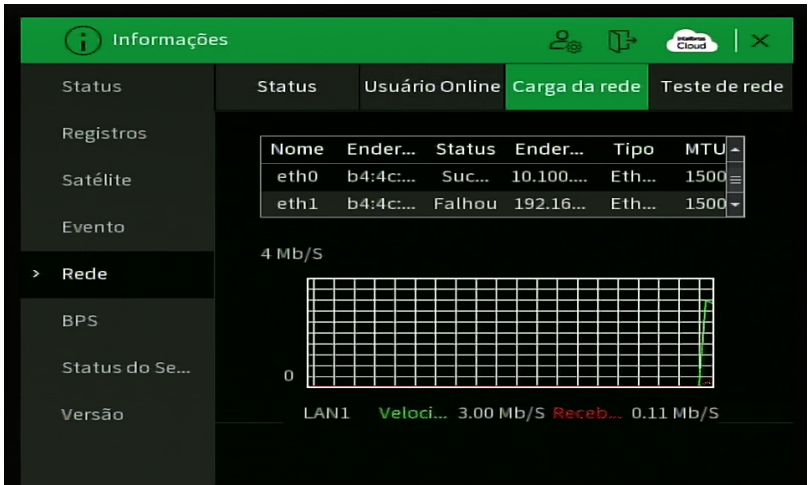 Informações
intelbras
Cloud
Status
Registros
Satélite
Evento
> Rede
BPS
Status do Se...
Versão
Status Usuário Online Carga da rede Teste de rede
Nome Ender... Status Ender... Tipo MTU
eth0 b4:4c:... Suc... 10.100.... Eth... 1500
eth1 b4:4c:... Falhou 192.16... Eth... 1500
4 Mb/S
0
LAN1 Veloci... 3.00 Mb/S Receb... 0.11 Mb/S